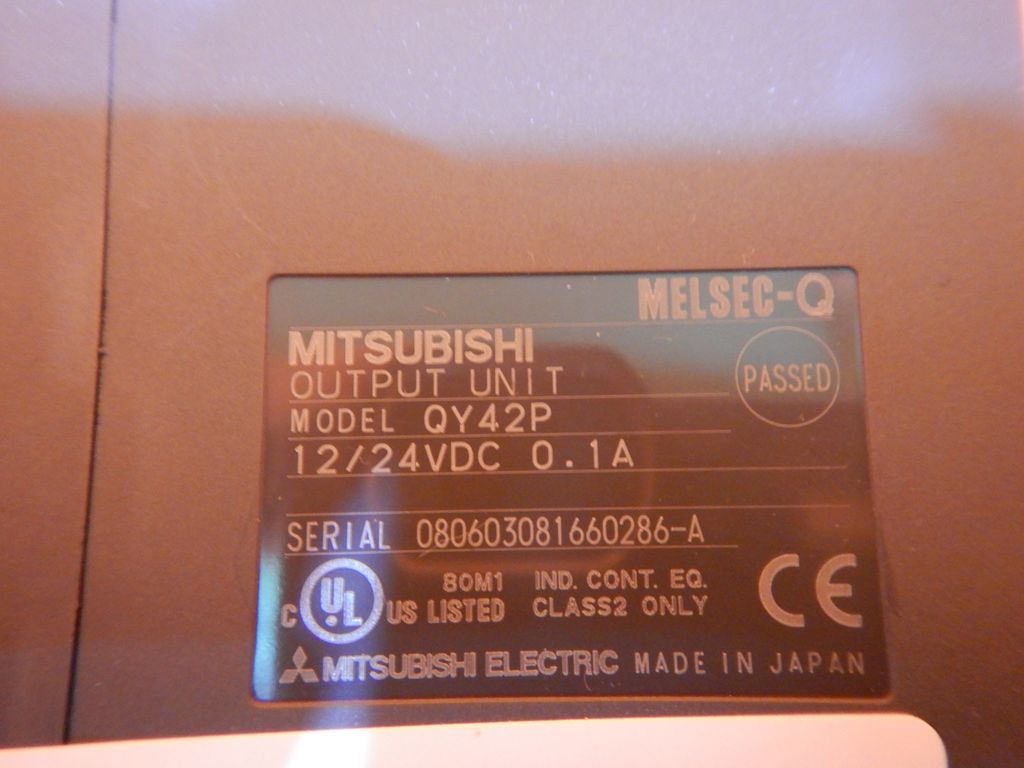 MELSEC-Q
MITSUBISHI
OUTPUT UNIT
PASSED
MODEL QY42P
12/24VDC 0.1A
SERIAL 080603081660286-A
C UL US LISTED
80M1 IND. CONT. EQ.
CLASS2 ONLY
CE
MITSUBISHI ELECTRIC MADE IN JAPAN